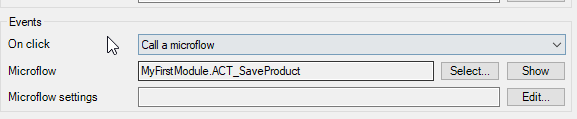 Events
On click Call a microflow
Microflow MyFirstModule.ACT_SaveProduct Select... Show
Microflow settings Edit...